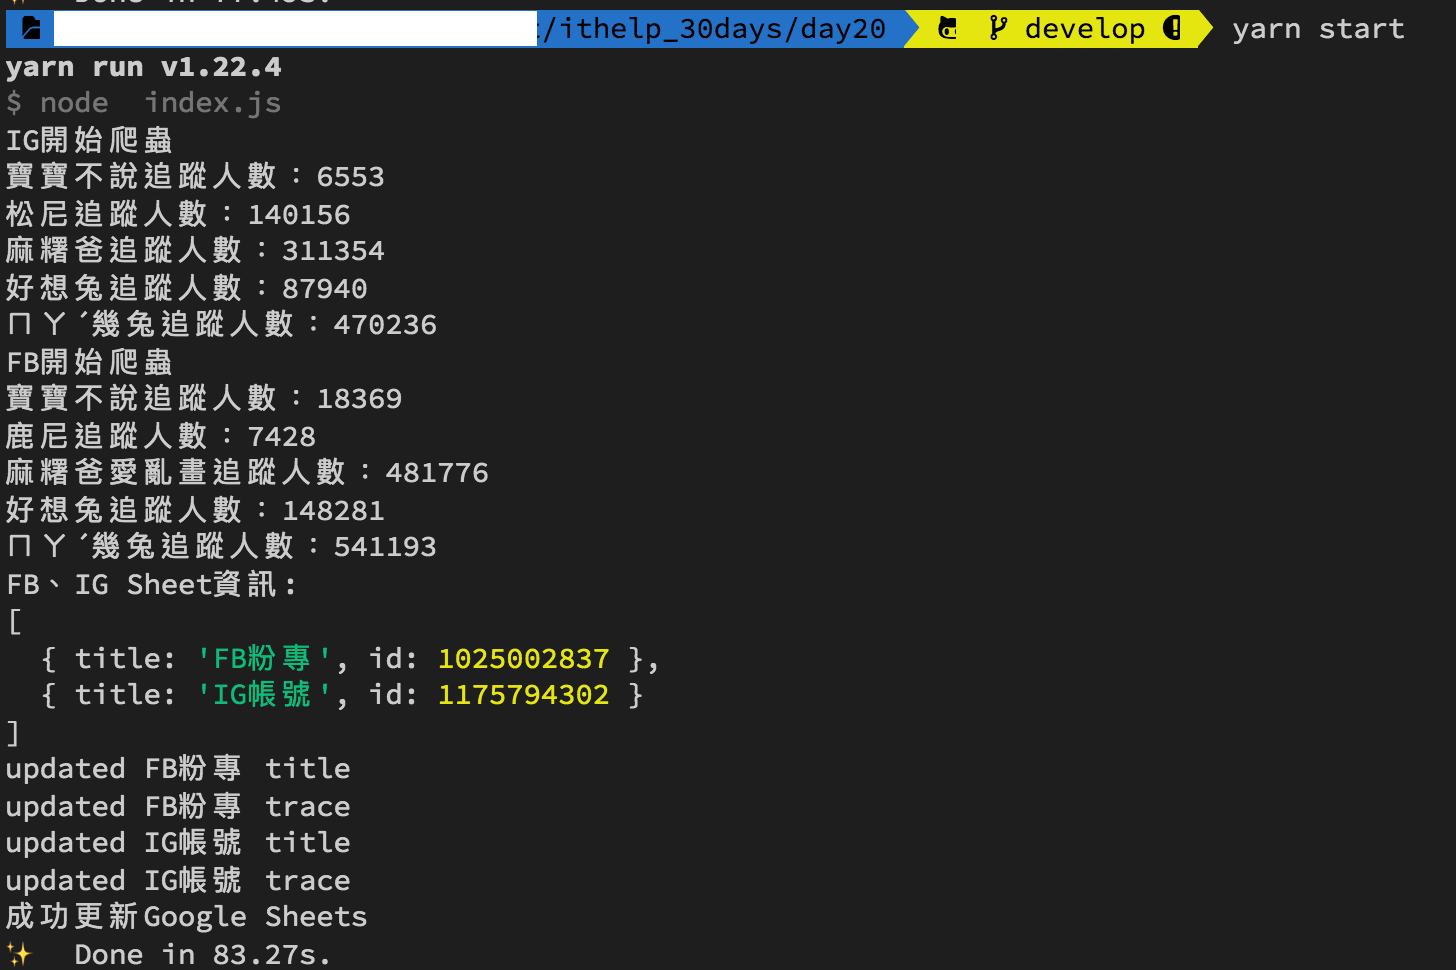 /ithelp_30days/day20 develop yarn start
yarn run v1.22.4
$ node  index.js
IG開始爬蟲
寶寶不說追蹤人數：6553
松尼追蹤人數：140156
麻糬爸追蹤人數：311354
好想兔追蹤人數：87940
ㄇㄚˊ幾兔追蹤人數：470236
FB開始爬蟲
寶寶不說追蹤人數：18369
鹿尼追蹤人數：7428
麻糬爸愛亂畫追蹤人數：481776
好想兔追蹤人數：148281
ㄇㄚˊ幾兔追蹤人數：541193
FB、IG Sheet資訊:
[
  { title: 'FB粉專', id: 1025002837 },
  { title: 'IG帳號', id: 1175794302 }
]
updated FB粉專 title
updated FB粉專 trace
updated IG帳號 title
updated IG帳號 trace
成功更新Google Sheets
✨  Done in 83.27s.